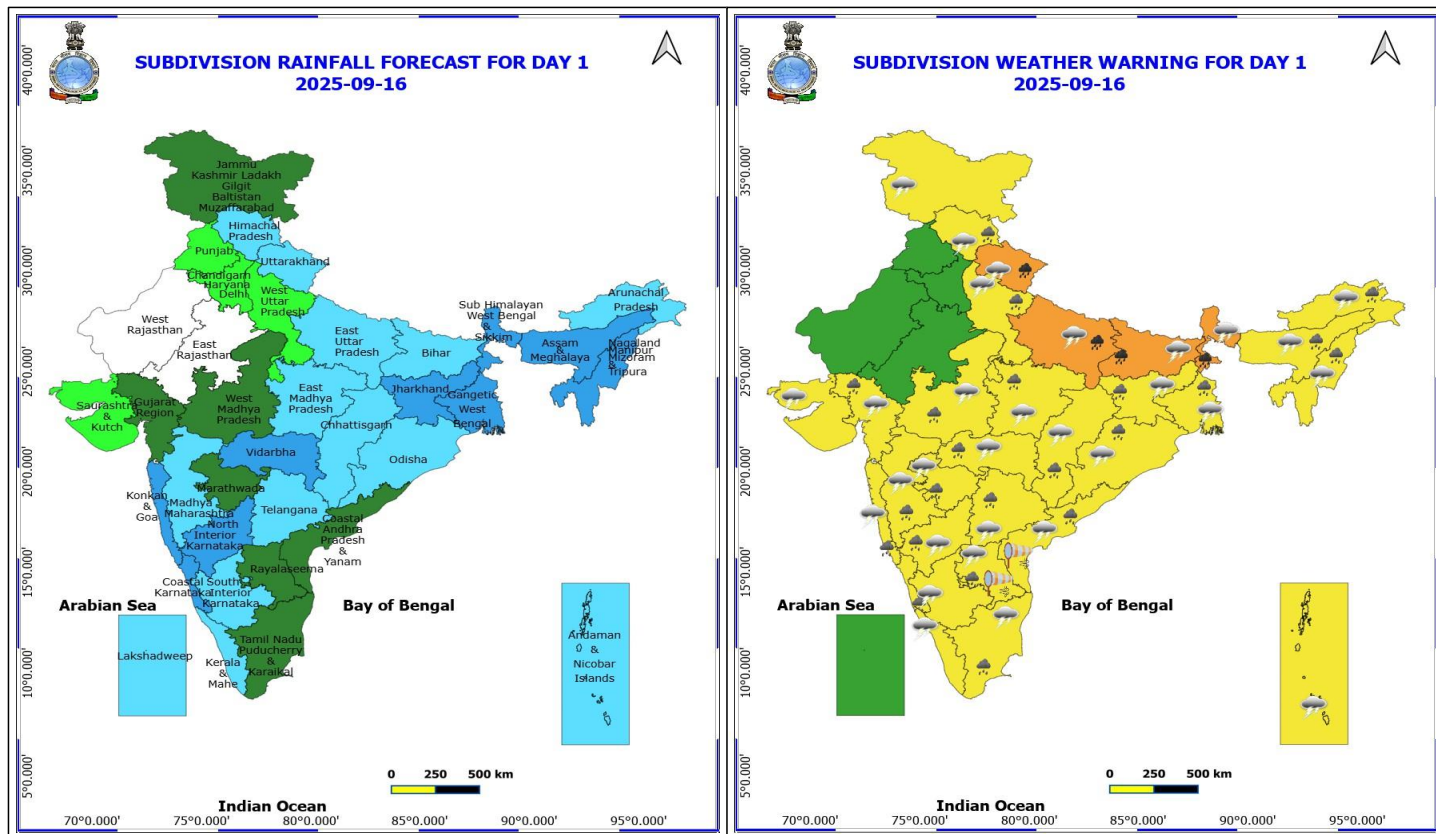 SUBDIVISION RAINFALL FORECAST FOR DAY 1
2025-09-16
40°0.000'
35°0.000'
30°0.000'
25°0.000'
20°0.000'
15°0.000'
10°0.000'
5°0.000'
Jammu
Kashmir Ladakh
Gilgit
Baltistan
Muzaffarabad
Himachal
Pradesh
Punjab
Uttarakhand
Chandigarh
Haryana
Delhi
West
Uttar
Pradesh
West
Rajasthan
East
Rajasthan
East
Uttar
Pradesh
Bihar
Sub Himalayan
West Bengal
&
Sikkim
Arunachal
Pradesh
Assam
&
Meghalaya
Nagaland
Manipur
Mizoram
&
Tripura
Saurashtra
&
Kutch
Gujarat
Region
West
Madhya
Pradesh
East
Madhya
Pradesh
Jharkhand
Gangetic
West
Bengal
Chhattisgarh
Vidarbha
Odisha
Konkan
&
Goa
Marathwada
Madhya
Maharashtra
Telangana
North
Interior
Karnataka
Coastal
Andhra
Pradesh
&
Yanam
Rayalaseema
Coastal
Karnataka
South
Interior
Karnataka
Arabian Sea
Bay of Bengal
Lakshadweep
Kerala
&
Mahe
Tamil Nadu
Puducherry
&
Karaikal
Andaman
&
Nicobar
Islands
0 250 500 km
Indian Ocean
70°0.000' 75°0.000' 80°0.000' 85°0.000' 90°0.000' 95°0.000'
SUBDIVISION WEATHER WARNING FOR DAY 1
2025-09-16
40°0.000'
35°0.000'
30°0.000'
25°0.000'
20°0.000'
15°0.000'
10°0.000'
5°0.000'
Arabian Sea
Bay of Bengal
0 250 500 km
Indian Ocean
70°0.000' 75°0.000' 80°0.000' 85°0.000' 90°0.000' 95°0.000'